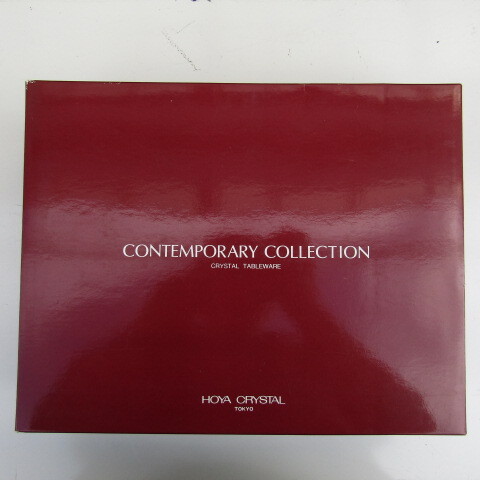 CONTEMPORARY COLLECTION
CRYSTAL TABLEWARE
HOYA CRYSTAL
TOKYO